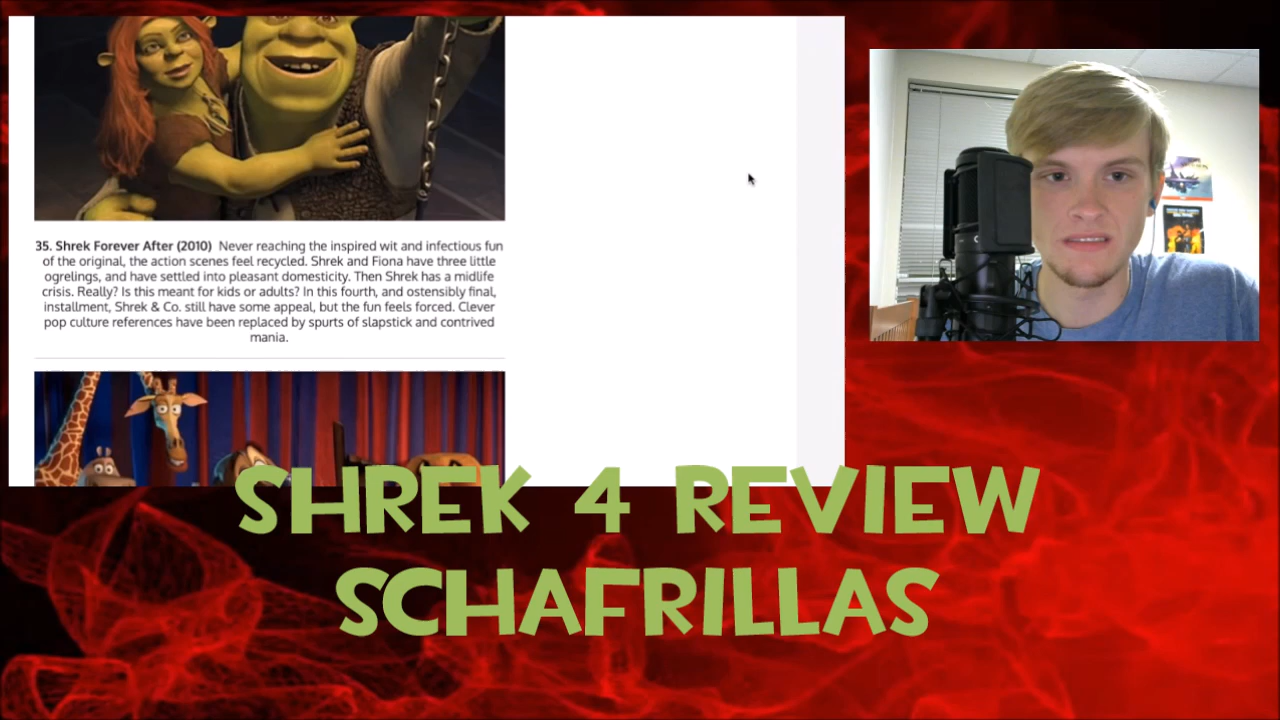 35. Shrek Forever After (2010) Never reaching the inspired wit and infectious fun
of the original, the action scenes feel recycled. Shrek and Fiona have three little
ogrelings, and have settled into pleasant domesticity. Then Shrek has a midlife
crisis. Really? Is this meant for kids or adults? In this fourth, and ostensibly final,
installment, Shrek & Co. still have some appeal, but the fun feels forced. Clever
pop culture references have been replaced by spurts of slapstick and contrived
mania.
SHREK 4 REVIEW
SCHAFRILLAS